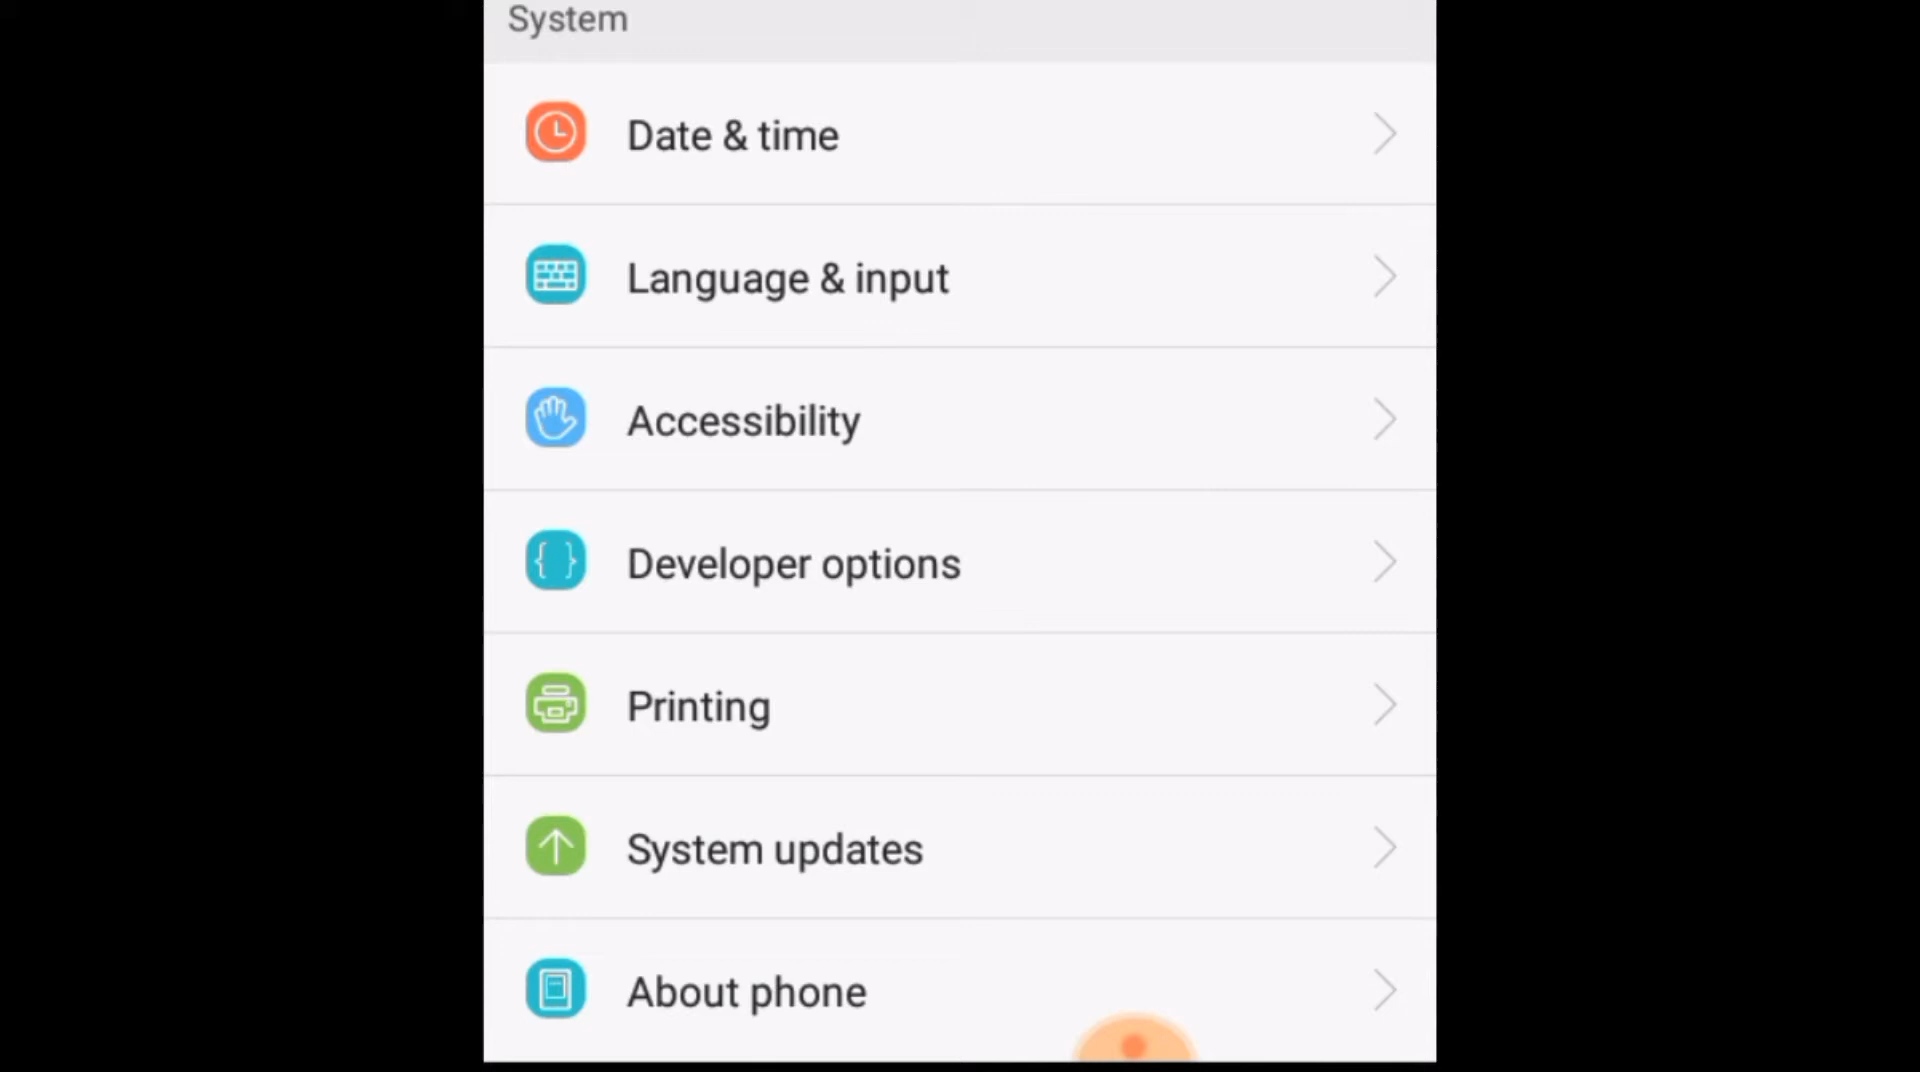 System
Date & time
Language & input
Accessibility
Developer options
Printing
System updates
About phone